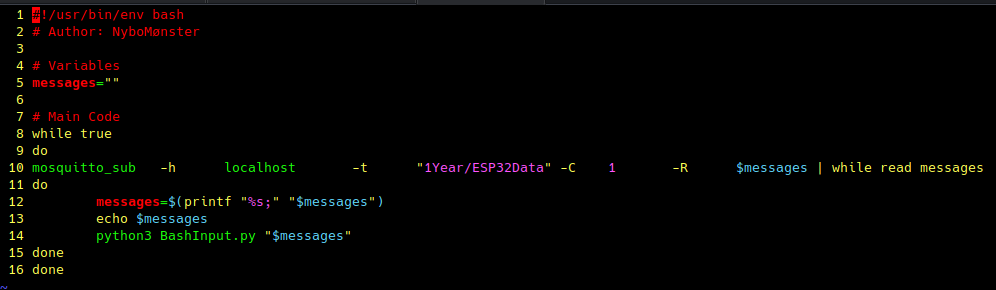 1 #!/usr/bin/env bash
2 # Author: NyboMønster
3
4 # Variables
5 messages=""
6
7 # Main Code
8 while true
9 do
10 mosquitto_sub -h localhost -t "1Year/ESP32Data" -C 1 -R $messages | while read messages
11 do
12 messages=$(printf "%s;" "$messages")
13 echo $messages
14 python3 BashInput.py "$messages"
15 done
16 done
~